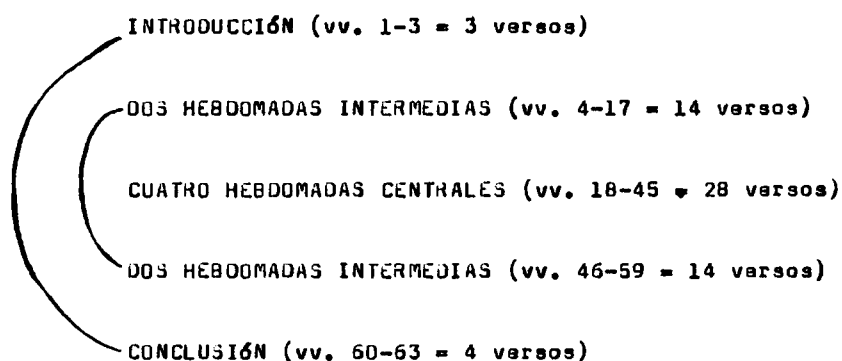 INTRODUCCIÓN (vv. 1-3 = 3 versos)
DOS HEBDOMADAS INTERMEDIAS (vv. 4-17 = 14 versos)
CUATRO HEBDOMADAS CENTRALES (vv. 18-45 = 28 versos)
DOS HEBDOMADAS INTERMEDIAS (vv. 46-59 = 14 versos)
CONCLUSIÓN (vv. 60-63 = 4 versos)